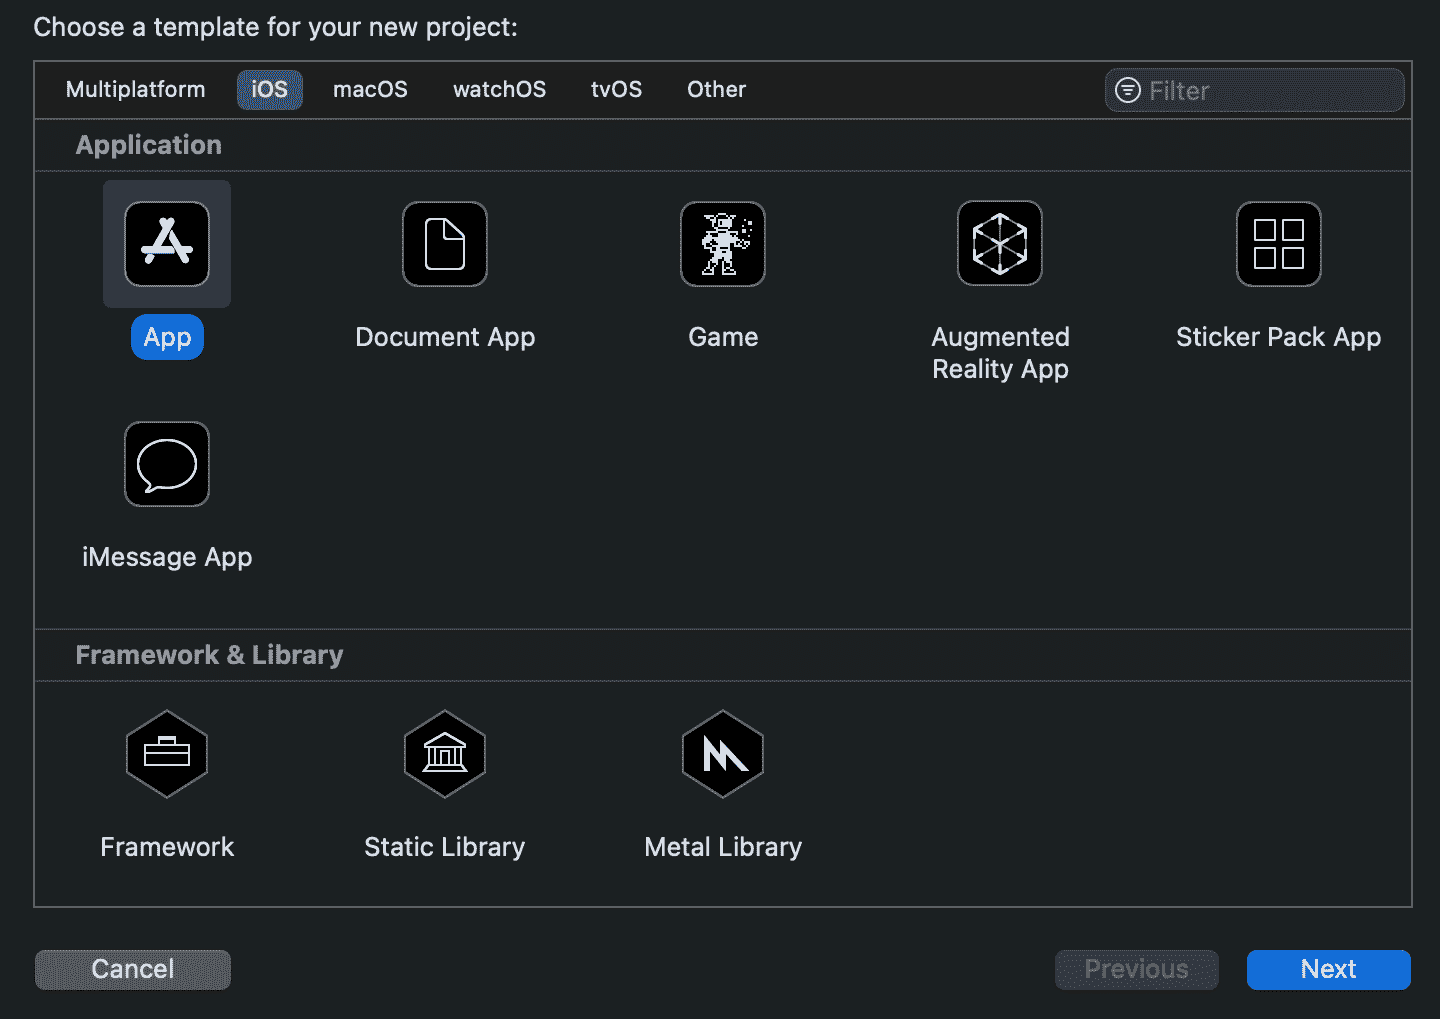 Choose a template for your new project:
Multiplatform iOS macOS watchOS tvOS Other Filter
Application
App Document App Game Augmented Reality App Sticker Pack App
iMessage App
Framework & Library
Framework Static Library Metal Library
Cancel Previous Next